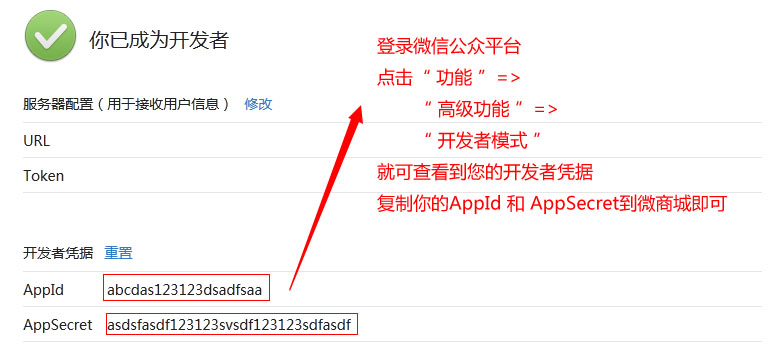 你已成为开发者
登录微信公众平台
点击 “ 功能 ” =>
“ 高级功能 ” =>
“ 开发者模式 ”
就可查看到您的开发者凭据
复制你的AppId 和 AppSecret到微商城即可
服务器配置（用于接收用户信息） 修改
URL
Token
开发者凭据 重置
AppId abcdas123123dsadfsaa
AppSecret asdsfasdf123123svsdf123123sdfasdf